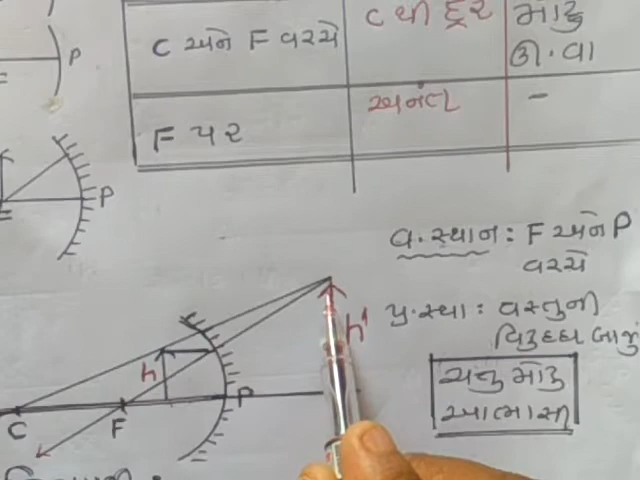 C અને F વચ્ચે
C થી દૂર
મોટું
ઊ.વા
F પર
અનંત
-
P
P
વ.સ્થાન : F અને P
વચ્ચે
પ્ર.સ્થા : વસ્તુની
વિરુદ્ધ બાજુ
ચત્તુ મોટુ
આભાસી
h
h'
C
F
P